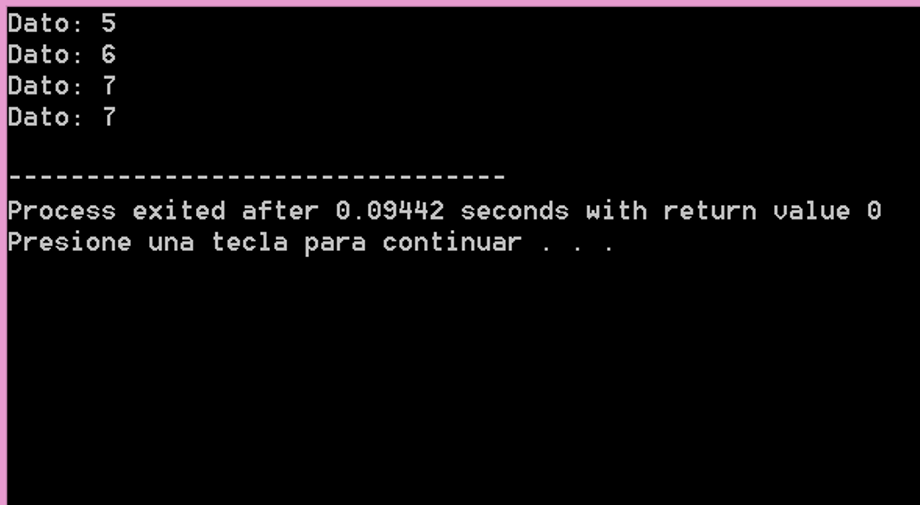 Dato: 5
Dato: 6
Dato: 7
Dato: 7
--------------------------------
Process exited after 0.09442 seconds with return value 0
Presione una tecla para continuar . . .